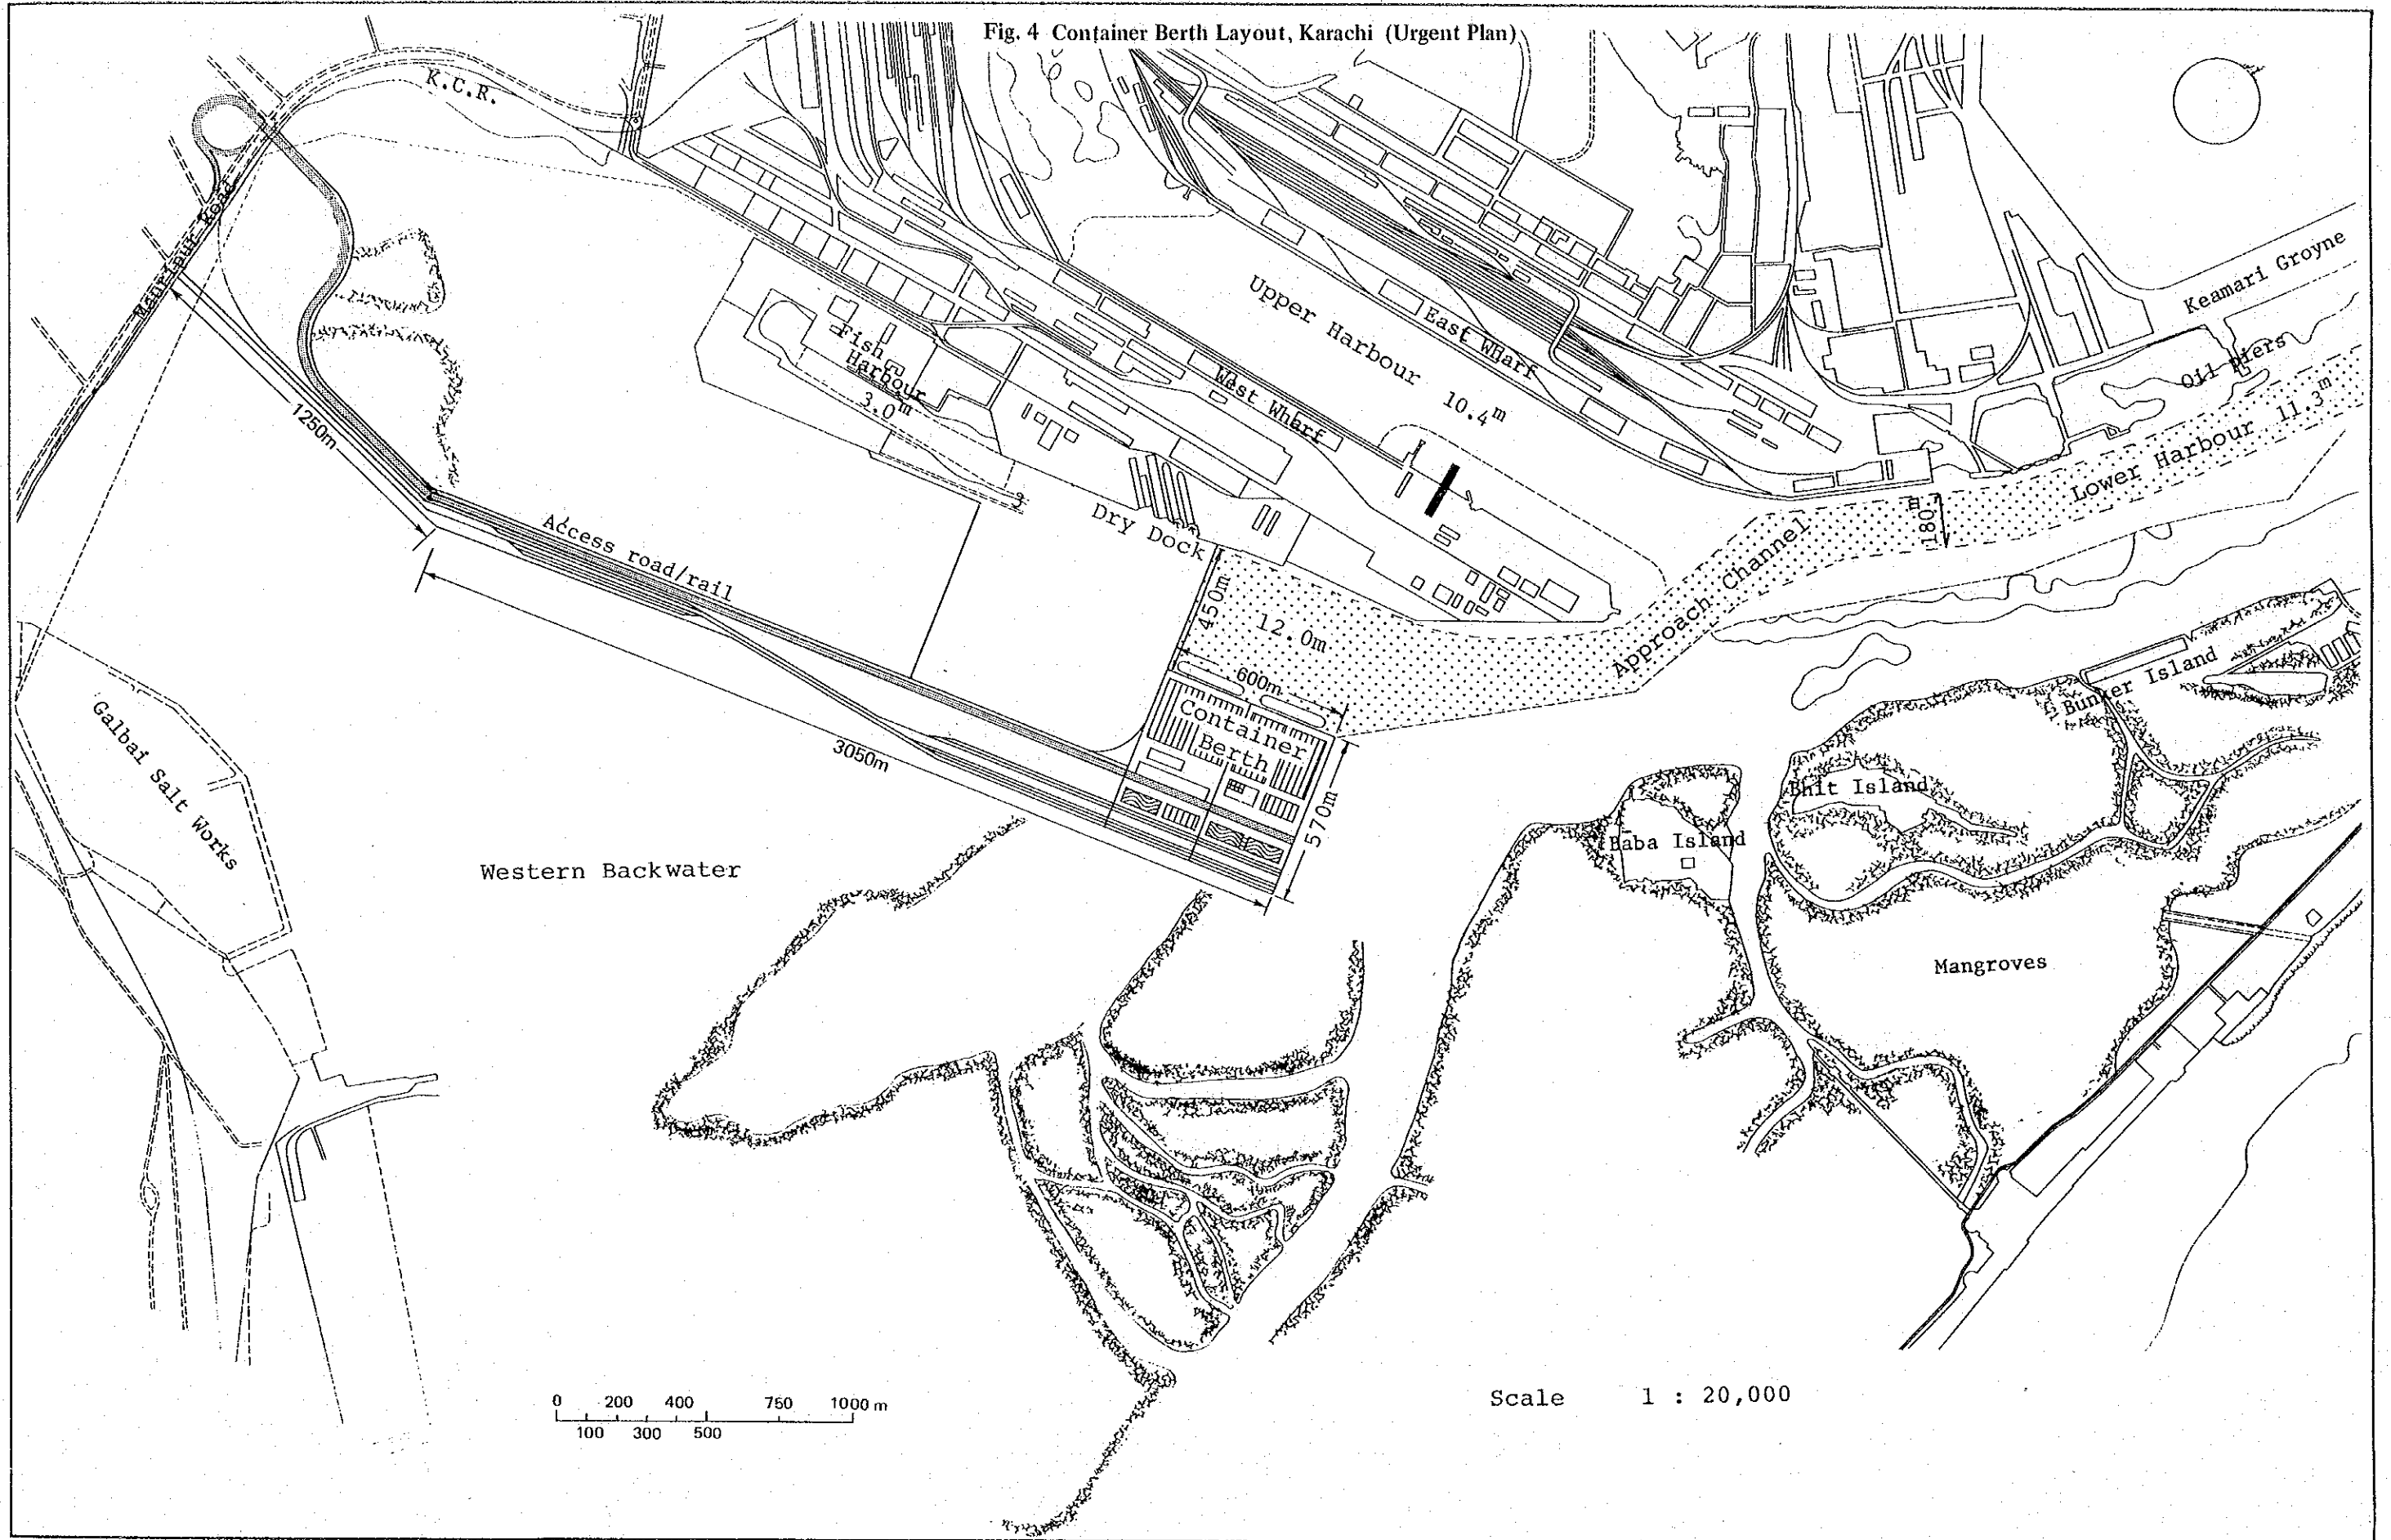 Fig. 4 Container Berth Layout, Karachi (Urgent Plan)
K.C.R.
Road
Keamari Groyne
Upper Harbour 10.4m
East Wharf
Oil piers
Fish
Harbour
3.0m
West Wharf
Lower Harbour 11.3m
1250m
Dry Dock
180
Access road/rail
450m
12.0m
Approach Channel
600m
Container
Berth
Bunker Island
Galbai Salt Works
3050m
570m
Bhit Island
Baba Island
Western Backwater
Mangroves
0 200 400 750 1000 m
100 300 500
Scale 1 : 20,000